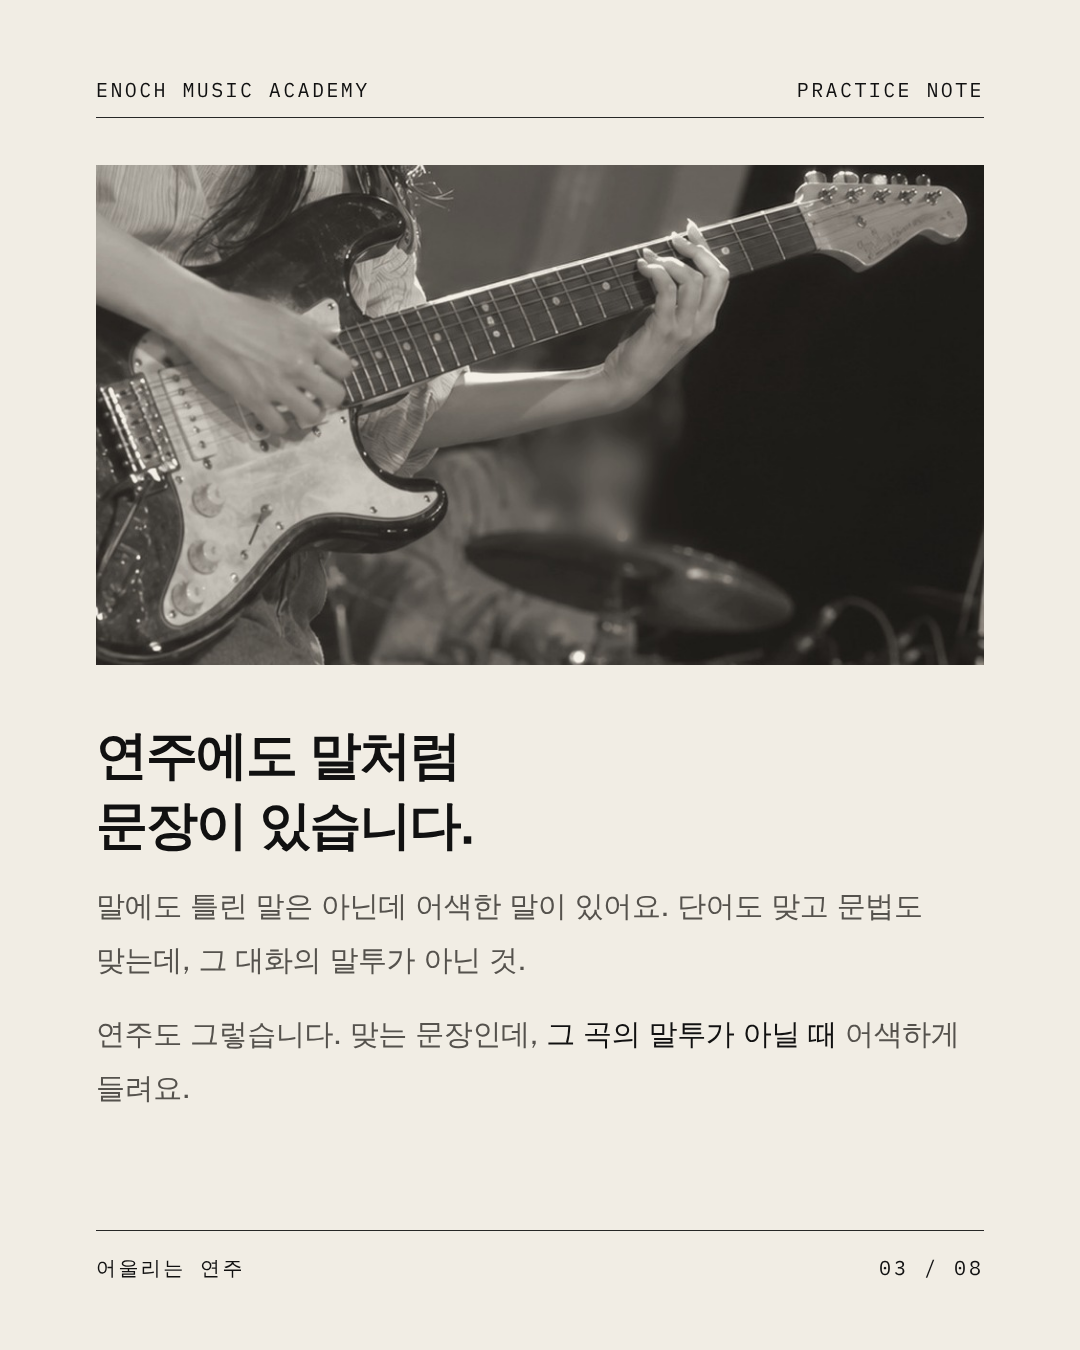 ENOCH MUSIC ACADEMY
PRACTICE NOTE
연주에도 말처럼
문장이 있습니다.
말에도 틀린 말은 아닌데 어색한 말이 있어요. 단어도 맞고 문법도
맞는데, 그 대화의 말투가 아닌 것.
연주도 그렇습니다. 맞는 문장인데, 그 곡의 말투가 아닐 때 어색하게
들려요.
어울리는 연주
03 / 08